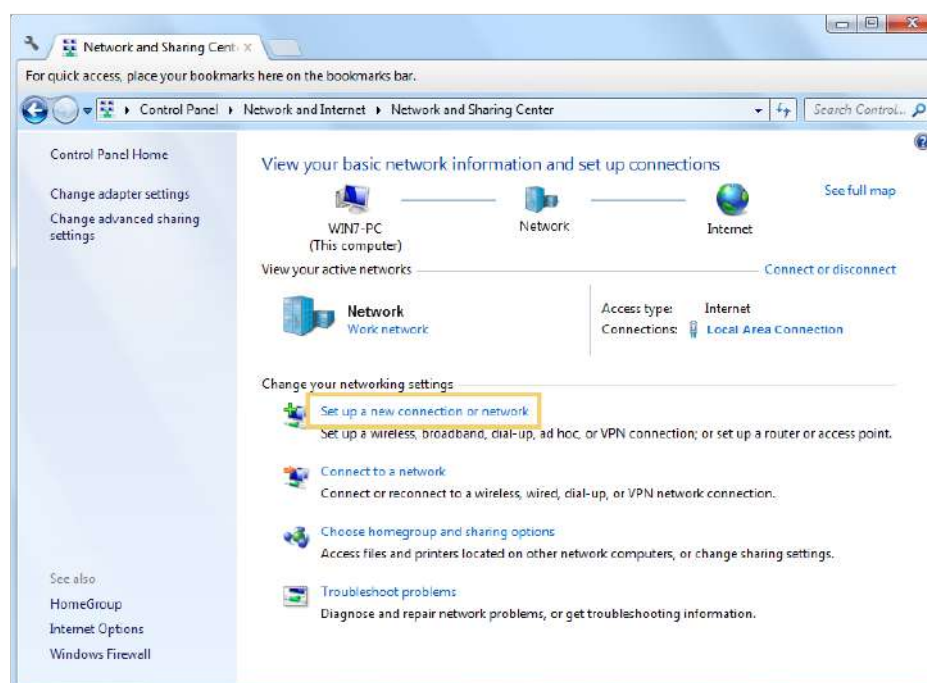 Network and Sharing Cent
For quick access, place your bookmarks here on the bookmarks bar.
Control Panel Network and Internet Network and Sharing Center
Search Control...
Control Panel Home
Change adapter settings
Change advanced sharing
settings
View your basic network information and set up connections
See full map
WIN7-PC
(This computer)
Network
Internet
View your active networks
Connect or disconnect
Network
Work network
Access type: Internet
Connections: Local Area Connection
Change your networking settings
Set up a new connection or network
Set up a wireless, broadband, dial-up, ad hoc, or VPN connection; or set up a router or access point.
Connect to a network
Connect or reconnect to a wireless, wired, dial-up, or VPN network connection.
Choose homegroup and sharing options
Access files and printers located on other network computers, or change sharing settings.
Troubleshoot problems
Diagnose and repair network problems, or get troubleshooting information.
See also
HomeGroup
Internet Options
Windows Firewall